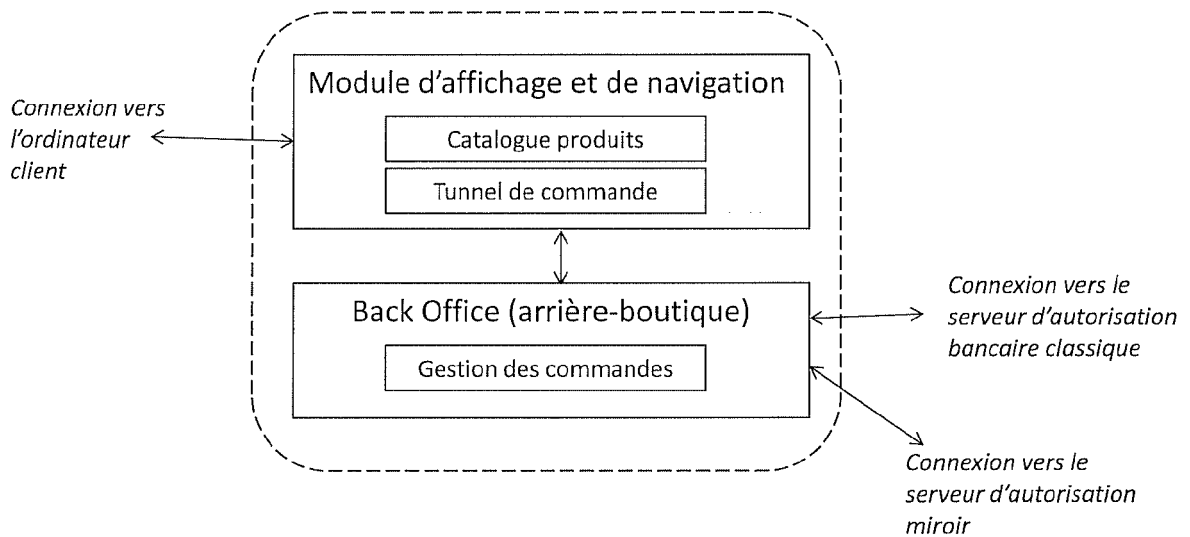 Module d'affichage et de navigation
Connexion vers
l'ordinateur
client
Catalogue produits
Tunnel de commande
Back Office (arrière-boutique)
Gestion des commandes
Connexion vers le
serveur d'autorisation
bancaire classique
Connexion vers le
serveur d'autorisation
miroir